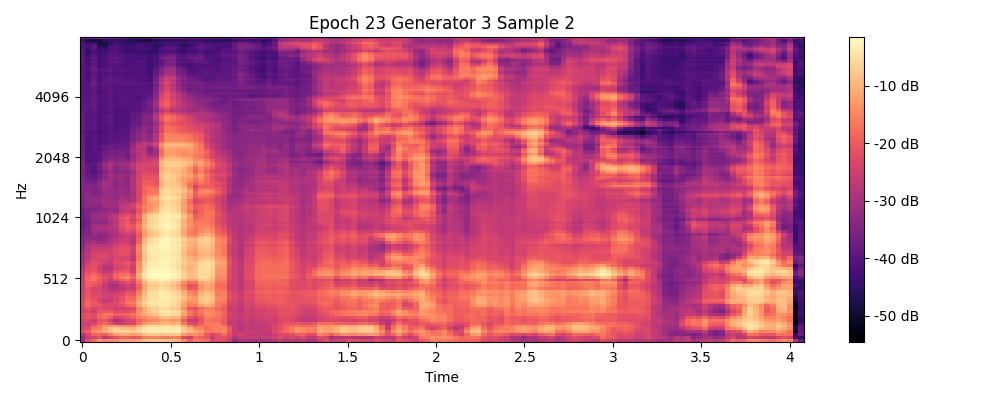 Epoch 23 Generator 3 Sample 2
Hz
4096
2048
1024
512
0
0 0.5 1 1.5 2 2.5 3 3.5 4
Time
-10 dB
-20 dB
-30 dB
-40 dB
-50 dB